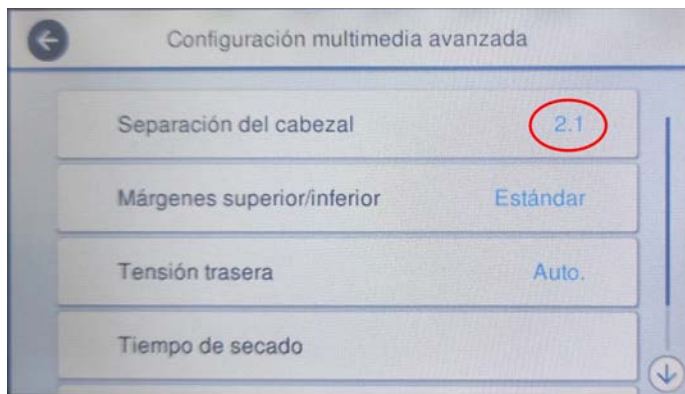 Configuración multimedia avanzada
Separación del cabezal 2.1
Márgenes superior/inferior Estándar
Tensión trasera Auto.
Tiempo de secado